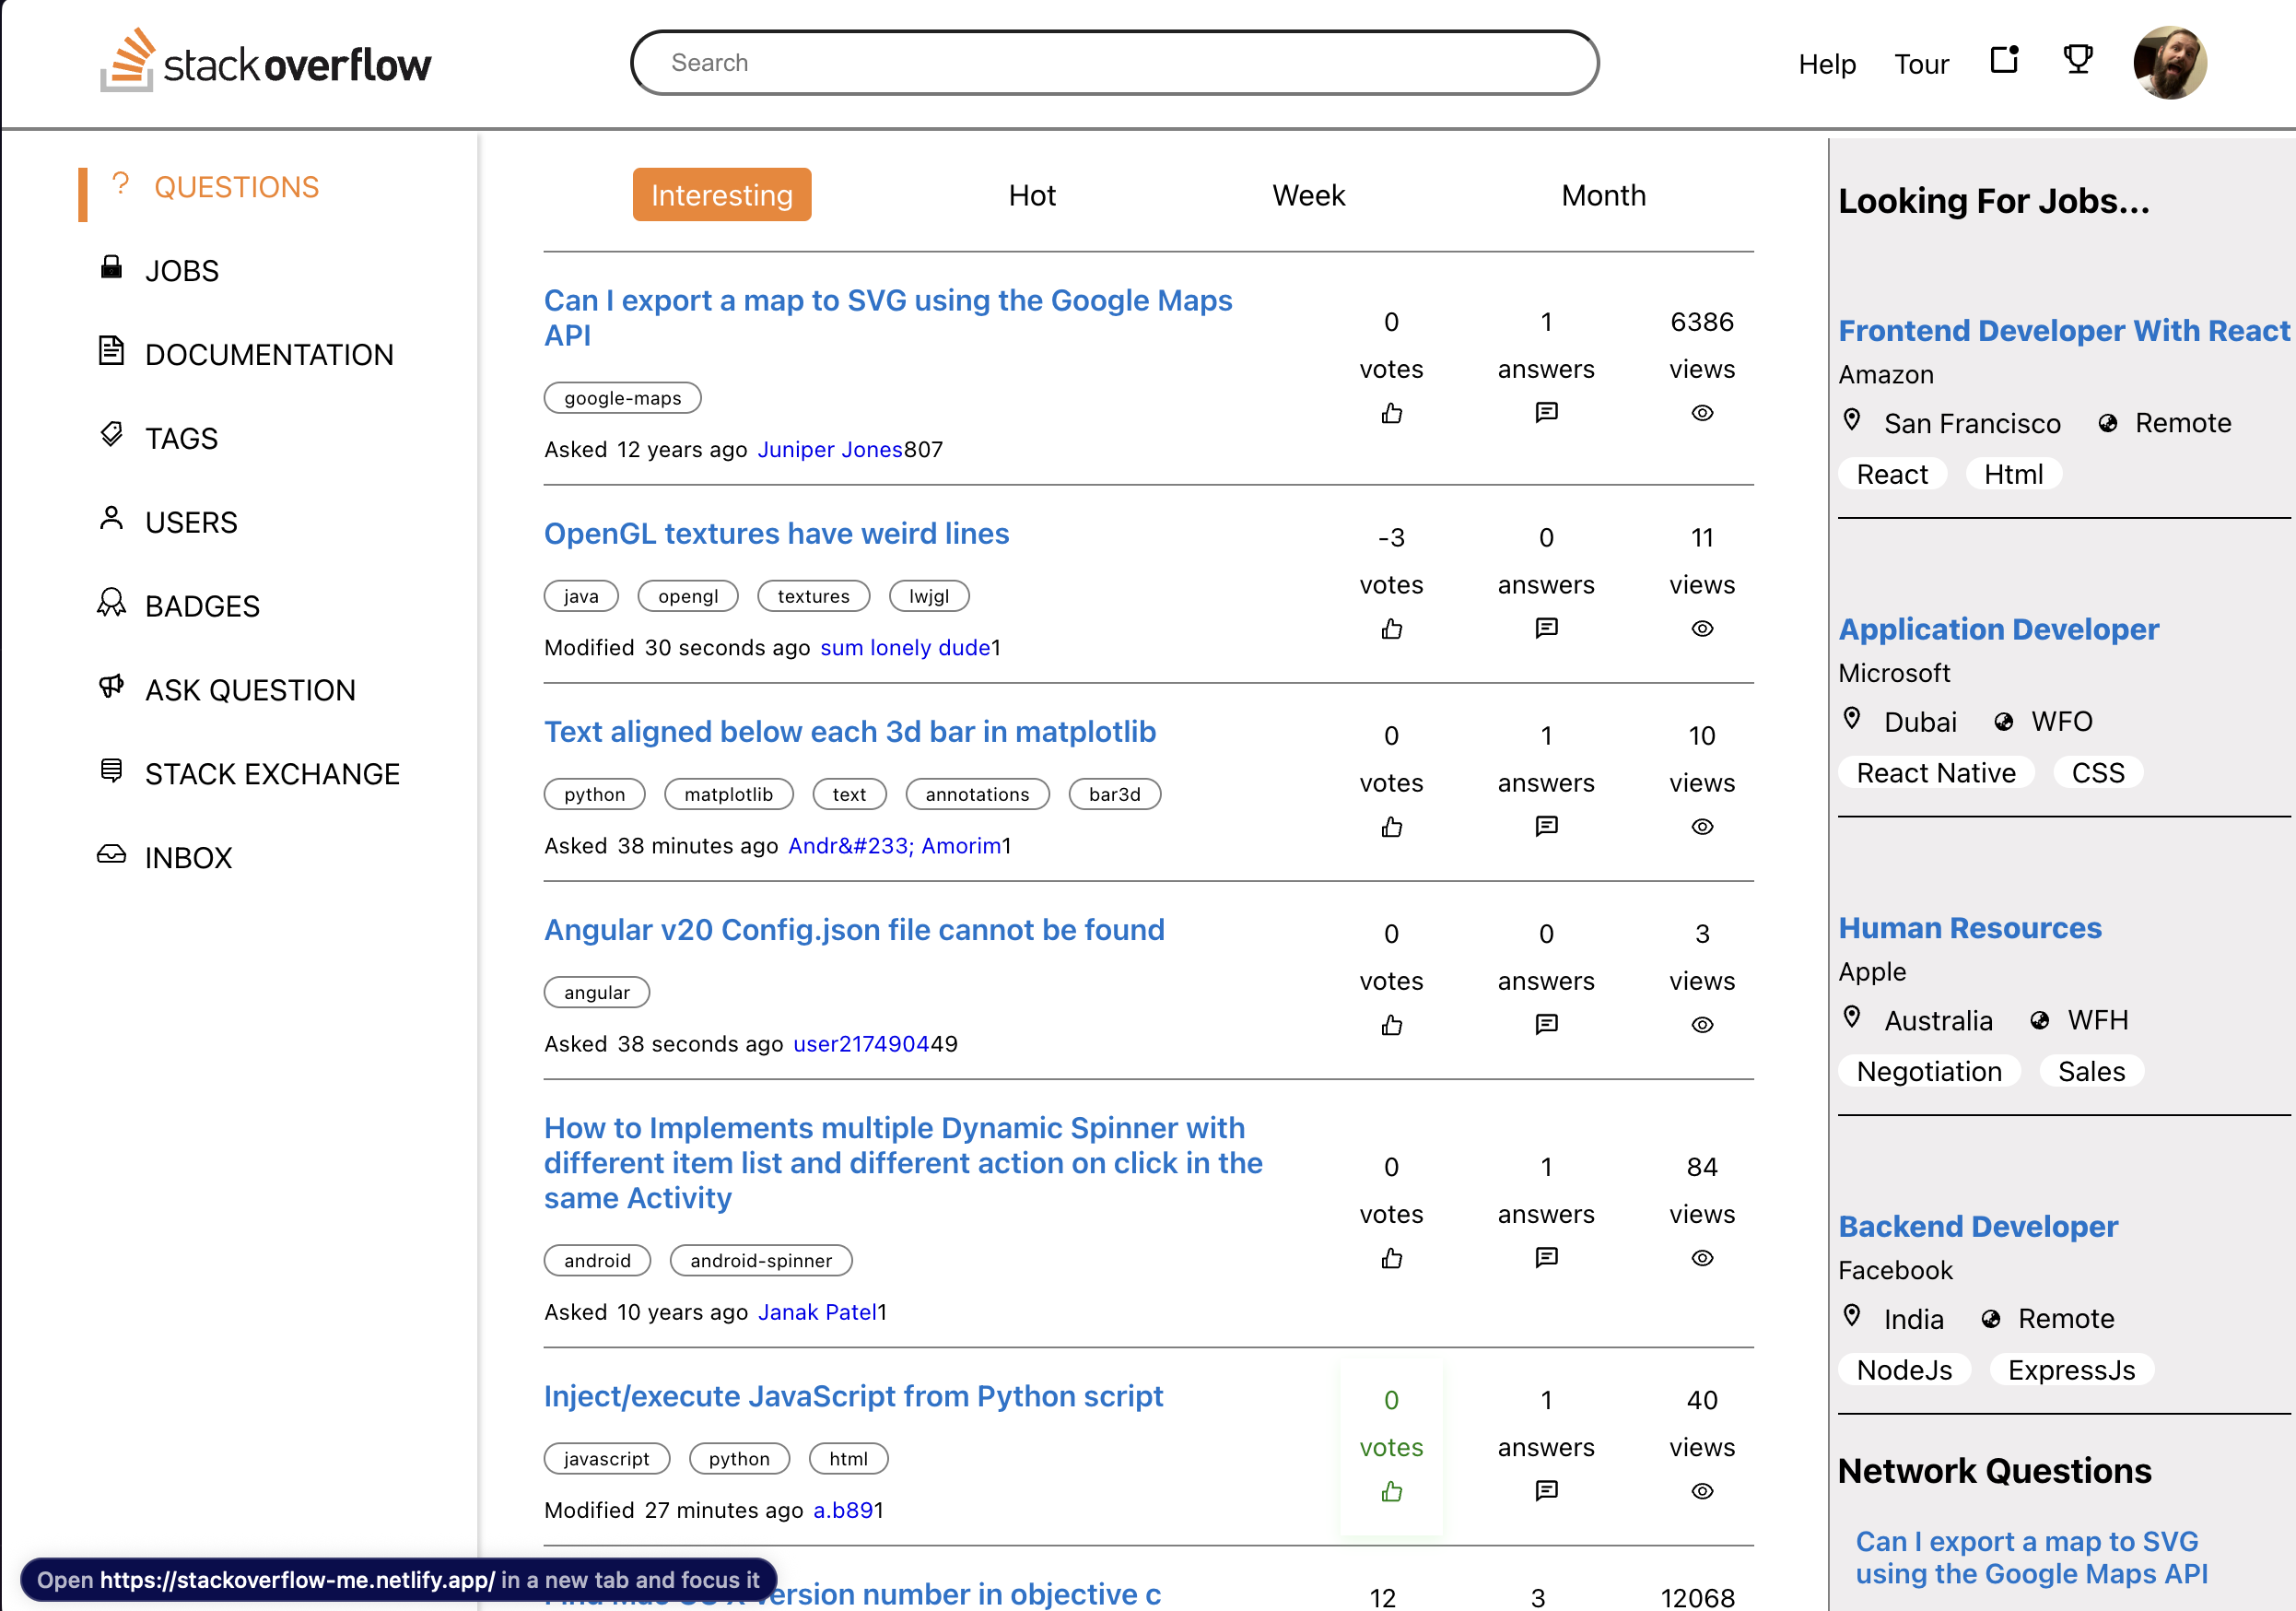 stackoverflow
Search
Help
Tour
QUESTIONS
JOBS
DOCUMENTATION
TAGS
USERS
BADGES
ASK QUESTION
STACK EXCHANGE
INBOX
Interesting
Hot
Week
Month
Can I export a map to SVG using the Google Maps
API
google-maps
Asked 12 years ago Juniper Jones807
0
votes
1
answers
6386
views
OpenGL textures have weird lines
java opengl textures lwjgl
Modified 30 seconds ago sum lonely dude1
-3
votes
0
answers
11
views
Text aligned below each 3d bar in matplotlib
python matplotlib text annotations bar3d
Asked 38 minutes ago Andr&#233; Amorim1
0
votes
1
answers
10
views
Angular v20 Config.json file cannot be found
angular
Asked 38 seconds ago user21749049
0
votes
0
answers
3
views
How to Implements multiple Dynamic Spinner with
different item list and different action on click in the
same Activity
android android-spinner
Asked 10 years ago Janak Patel1
0
votes
1
answers
84
views
Inject/execute JavaScript from Python script
javascript python html
Modified 27 minutes ago a.b891
0
votes
1
answers
40
views
version number in objective c
12
3
12068
Looking For Jobs...
Frontend Developer With React
Amazon
San Francisco Remote
React Html
Application Developer
Microsoft
Dubai WFO
React Native CSS
Human Resources
Apple
Australia WFH
Negotiation Sales
Backend Developer
Facebook
India Remote
NodeJs ExpressJs
Network Questions
Can I export a map to SVG
using the Google Maps API
Open https://stackoverflow-me.netlify.app/ in a new tab and focus it